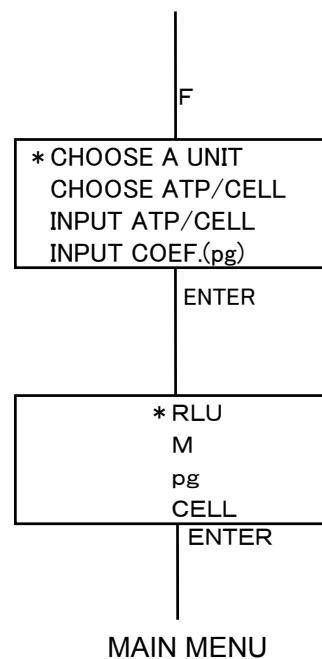 F
* CHOOSE A UNIT
CHOOSE ATP/CELL
INPUT ATP/CELL
INPUT COEF.(pg)
ENTER
* RLU
M
pg
CELL
ENTER
MAIN MENU